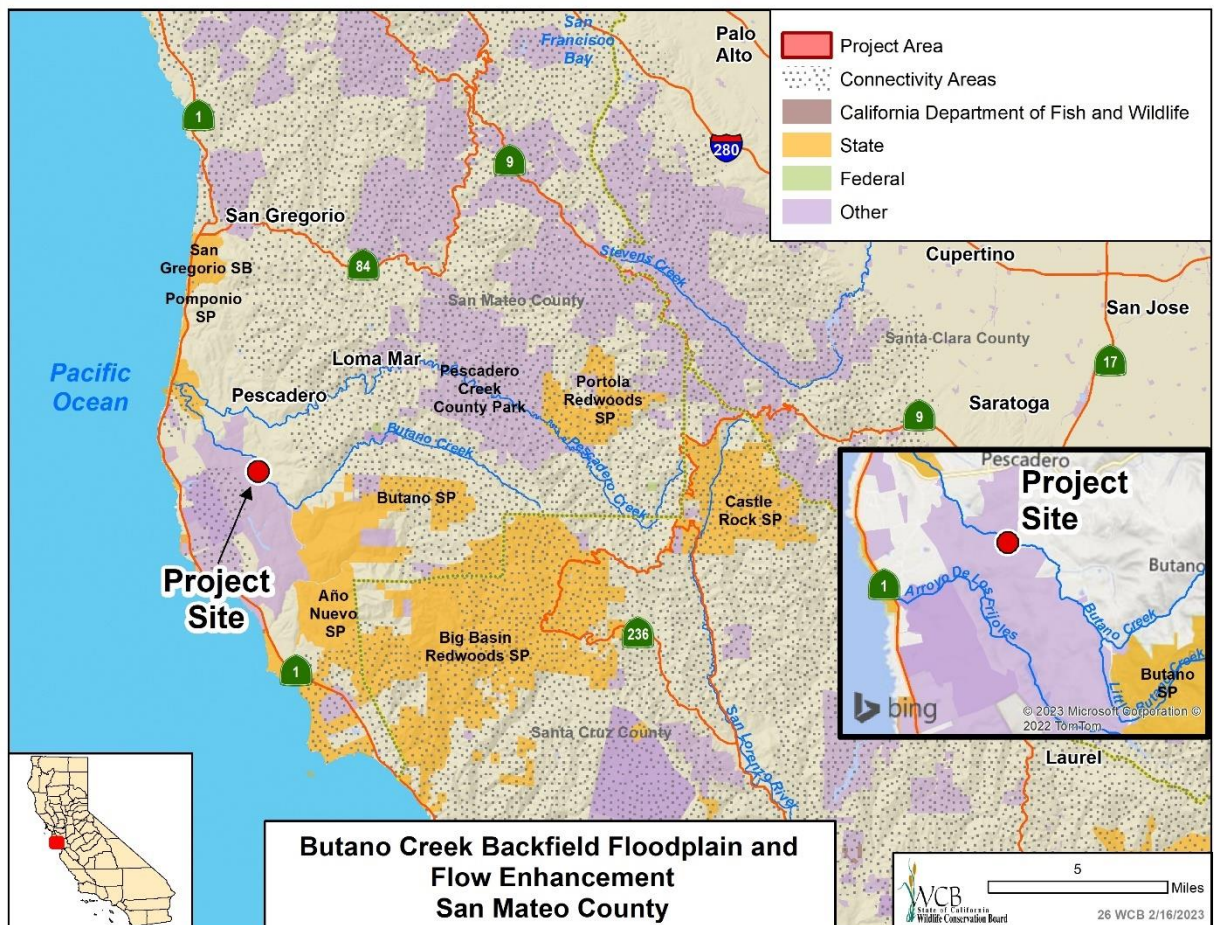 San
Francisco
Bay
Palo
Alto
Project Area
Connectivity Areas
California Department of Fish and Wildlife
State
Federal
Other
1
9
280
San Gregorio
San
Gregorio SB
84
Stevens Creek
Cupertino
Pomponio
SP
San Mateo County
San Jose
Santa Clara County
Loma Mar
17
Pacific
Ocean
Pescadero
Pescadero
Creek
County Park
Portola
Redwoods
SP
Saratoga
9
Butano Creek
Pescadero Creek
Butano SP
Castle
Rock SP
Project
Site
Año
Nuevo
SP
Big Basin
Redwoods SP
236
1
Santa Cruz County
San Lorenzo River
Pescadero
Project
Site
Butano
1
Arroyo De Los Frijoles
Butano Creek
Butano Creek
Butano
SP
bing
© 2023 Microsoft Corporation ©
2022 TomTom
Laurel
Butano Creek Backfield Floodplain and
Flow Enhancement
San Mateo County
WCB
State of California
Wildlife Conservation Board
5
Miles
26 WCB 2/16/2023